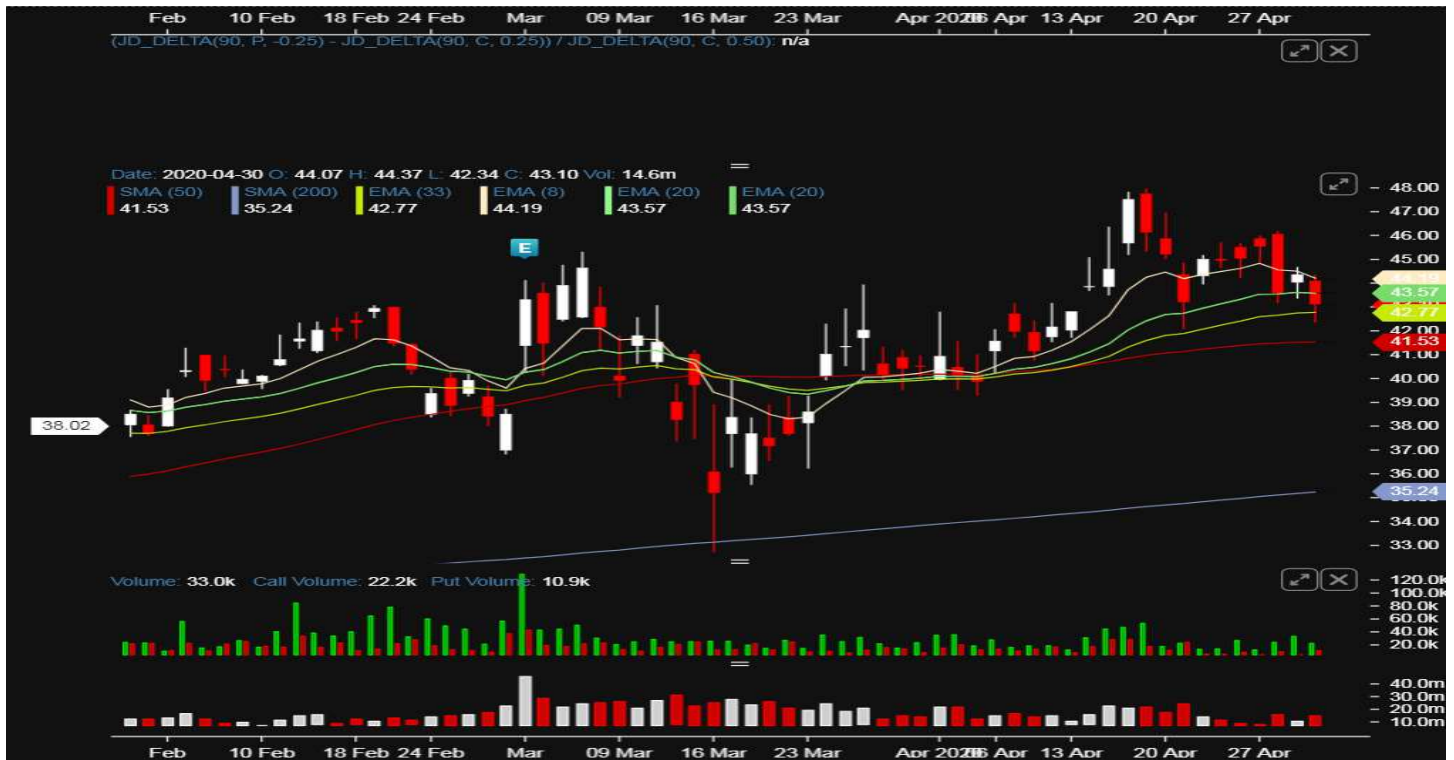 Feb 10 Feb 18 Feb 24 Feb Mar 09 Mar 16 Mar 23 Mar Apr 2020 06 Apr 13 Apr 20 Apr 27 Apr
(JD_DELTA(90, P, -0.25) - JD_DELTA(90, C, 0.25)) / JD_DELTA(90, C, 0.50): n/a
Date: 2020-04-30 O: 44.07 H: 44.37 L: 42.34 C: 43.10 Vol: 14.6m
SMA (50) SMA (200) EMA (33) EMA (8) EMA (20) EMA (20)
41.53 35.24 42.77 44.19 43.57 43.57
E
48.00
47.00
46.00
45.00
44.19
43.57
42.77
42.00
41.53
41.00
40.00
39.00
38.02
38.00
37.00
36.00
35.24
34.00
33.00
Volume: 33.0k Call Volume: 22.2k Put Volume: 10.9k
120.0k
100.0k
80.0k
60.0k
40.0k
20.0k
40.0m
30.0m
20.0m
10.0m
Feb 10 Feb 18 Feb 24 Feb Mar 09 Mar 16 Mar 23 Mar Apr 2020 06 Apr 13 Apr 20 Apr 27 Apr